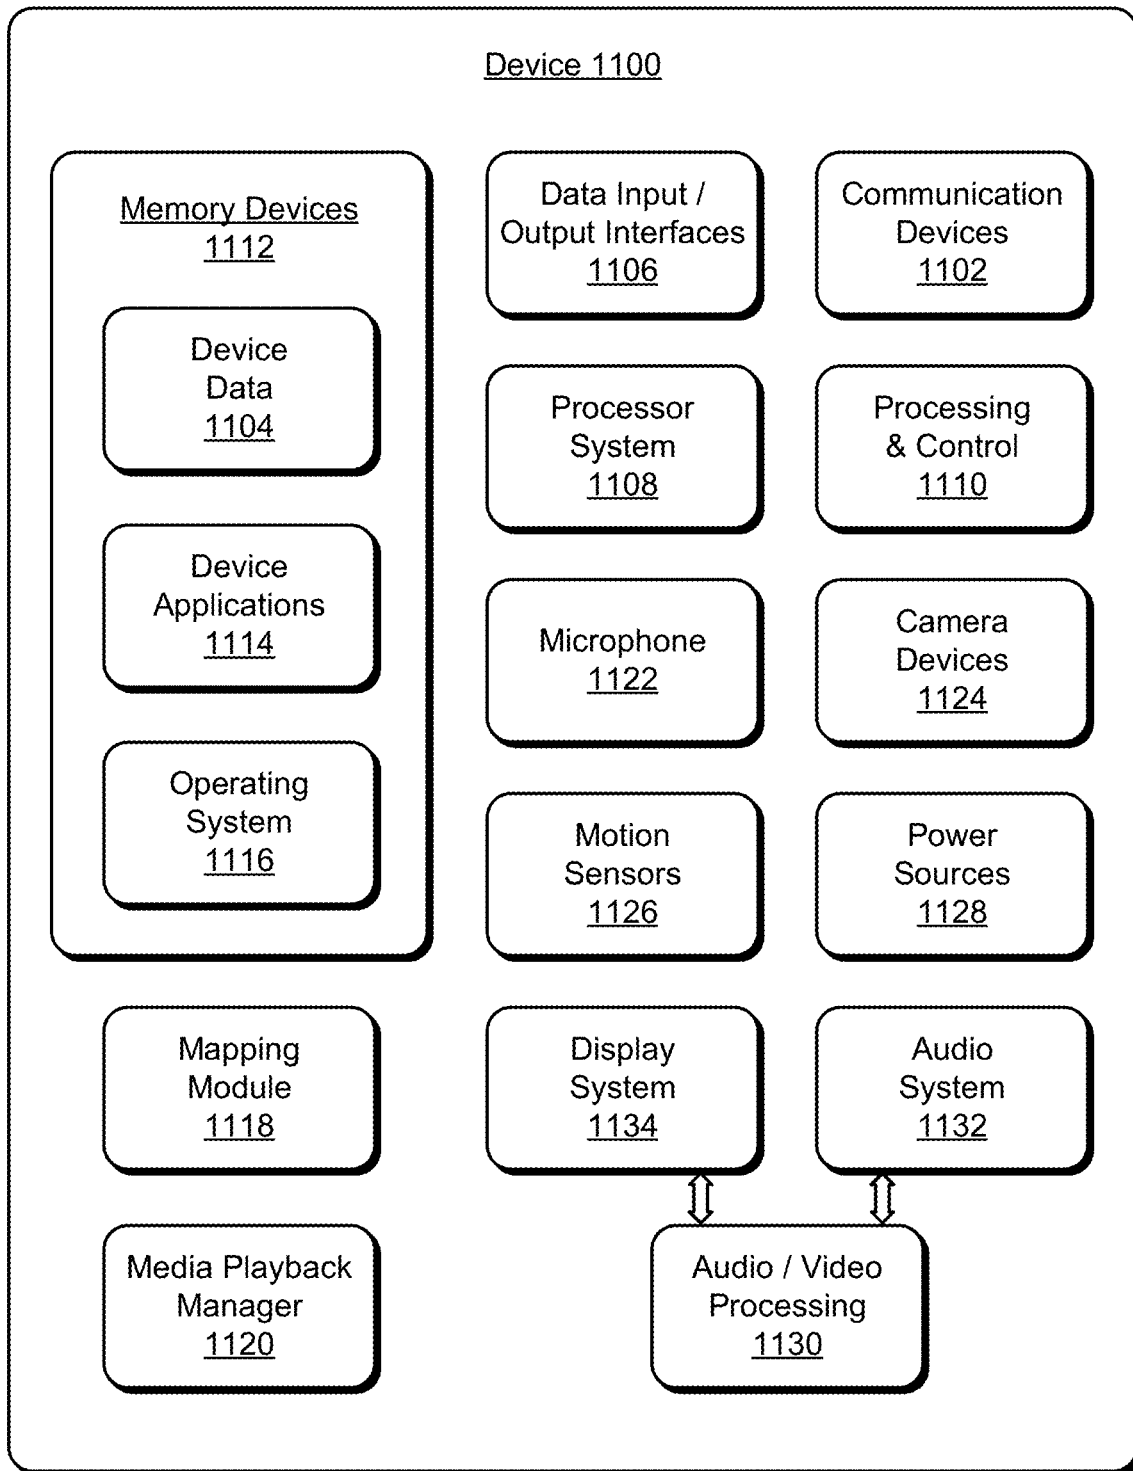 Device 1100
Memory Devices
1112
Device
Data
1104
Device
Applications
1114
Operating
System
1116
Mapping
Module
1118
Media Playback
Manager
1120
Data Input /
Output Interfaces
1106
Communication
Devices
1102
Processor
System
1108
Processing
& Control
1110
Microphone
1122
Camera
Devices
1124
Motion
Sensors
1126
Power
Sources
1128
Display
System
1134
Audio
System
1132
Audio / Video
Processing
1130